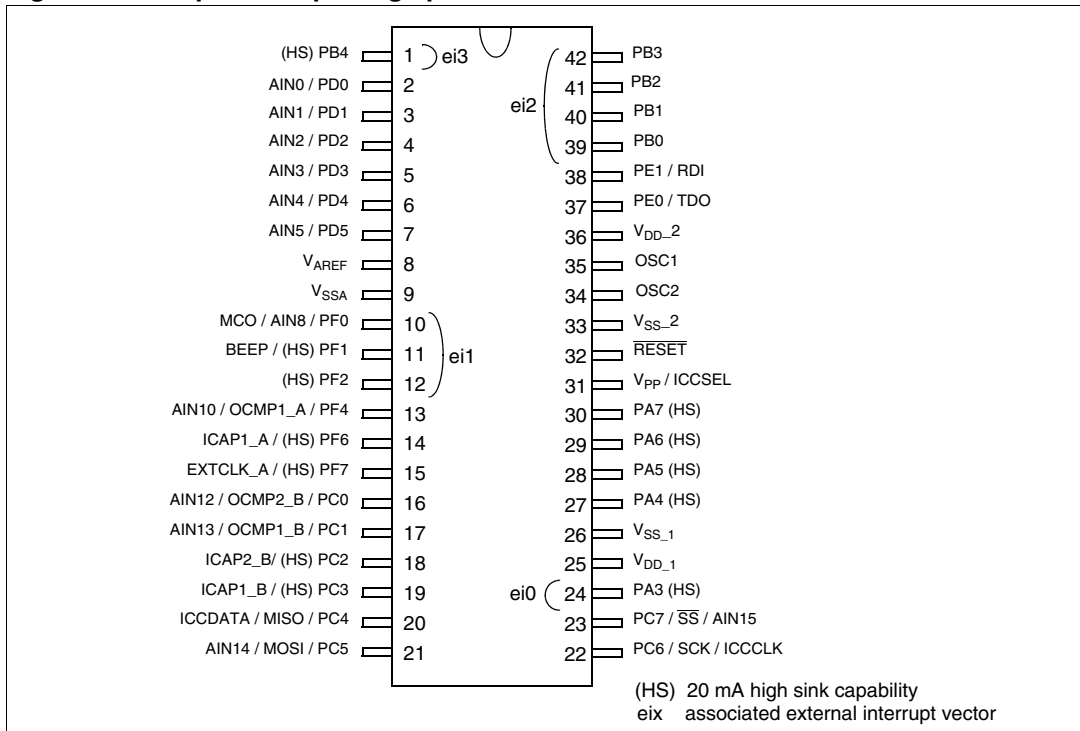 (HS) PB4 1 ei3 42 PB3
AIN0 / PD0 2 41 PB2
AIN1 / PD1 3 ei2 40 PB1
AIN2 / PD2 4 39 PB0
AIN3 / PD3 5 38 PE1 / RDI
AIN4 / PD4 6 37 PE0 / TDO
AIN5 / PD5 7 36 VDD_2
VAREF 8 35 OSC1
VSSA 9 34 OSC2
MCO / AIN8 / PF0 10 33 VSS_2
BEEP / (HS) PF1 11 ei1 32 RESET
(HS) PF2 12 31 VPP / ICCSEL
AIN10 / OCMP1_A / PF4 13 30 PA7 (HS)
ICAP1_A / (HS) PF6 14 29 PA6 (HS)
EXTCLK_A / (HS) PF7 15 28 PA5 (HS)
AIN12 / OCMP2_B / PC0 16 27 PA4 (HS)
AIN13 / OCMP1_B / PC1 17 26 VSS_1
ICAP2_B/ (HS) PC2 18 25 VDD_1
ICAP1_B / (HS) PC3 19 ei0 24 PA3 (HS)
ICCDATA / MISO / PC4 20 23 PC7 / SS / AIN15
AIN14 / MOSI / PC5 21 22 PC6 / SCK / ICCCLK
(HS) 20 mA high sink capability
eix associated external interrupt vector